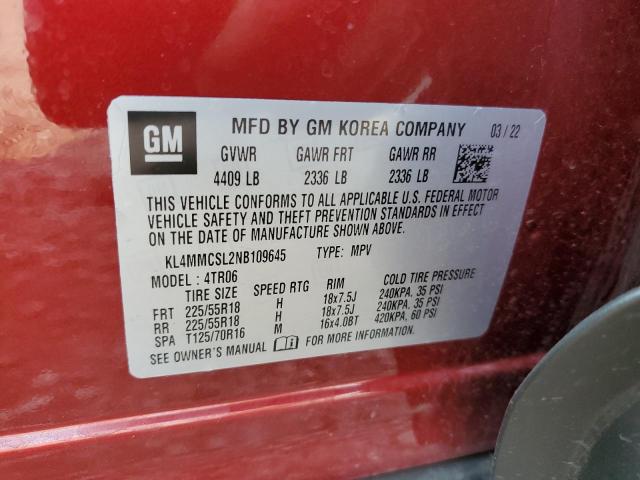 GM
MFD BY GM KOREA COMPANY 03/22
GVWR GAWR FRT GAWR RR
4409 LB 2336 LB 2336 LB
THIS VEHICLE CONFORMS TO ALL APPLICABLE U.S. FEDERAL MOTOR
VEHICLE SAFETY AND THEFT PREVENTION STANDARDS IN EFFECT
ON THE DATE OF MANUFACTURE SHOWN ABOVE.
KL4MMCSL2NB109645 TYPE: MPV
MODEL: 4TR06
TIRE SIZE SPEED RTG RIM COLD TIRE PRESSURE
FRT 225/55R18 H 18x7.5J 240KPA, 35 PSI
RR 225/55R18 H 18x7.5J 240KPA, 35 PSI
SPA T125/70R16 M 16x4.0BT 420KPA, 60 PSI
SEE OWNER'S MANUAL FOR MORE INFORMATION.